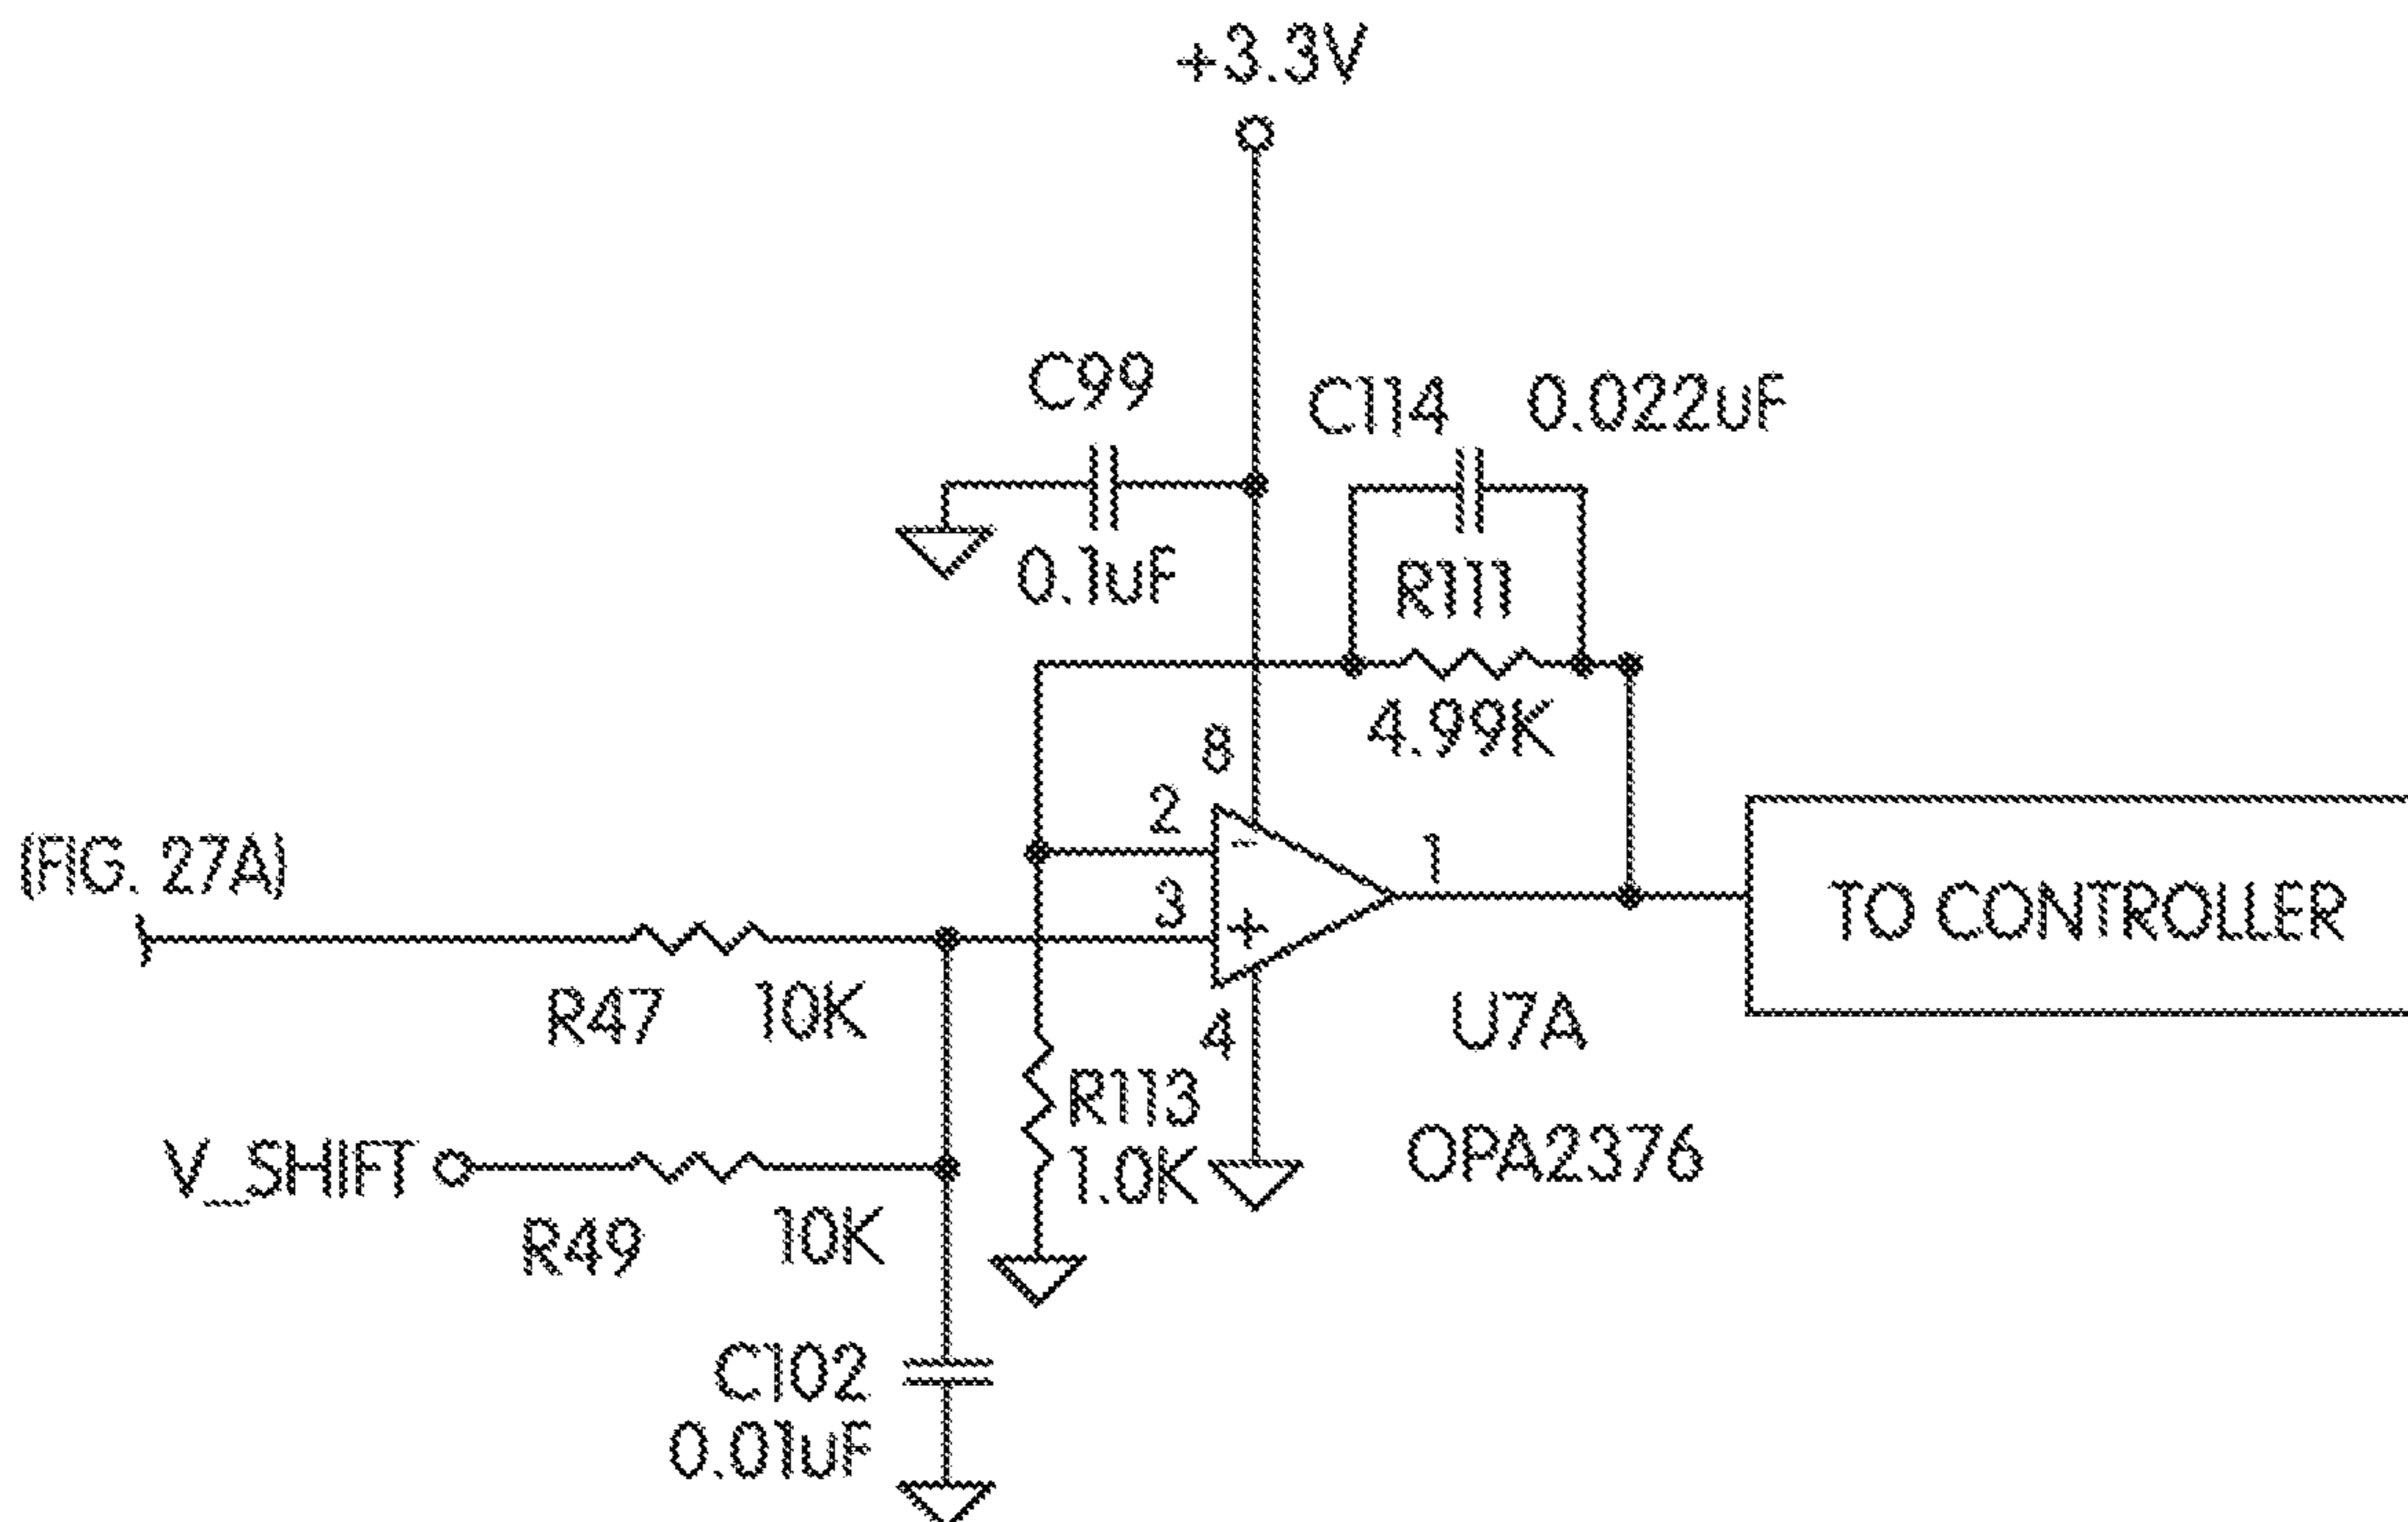 +3.3V
C99
0.1uF
C114 0.022uF
R111
4.99K
8
2
-
3
+
1
4
(FIG. 27A)
TO CONTROLLER
R47 10K
U7A
OPA2376
R113
1.0K
V_SHIFT
R49 10K
C102
0.01uF